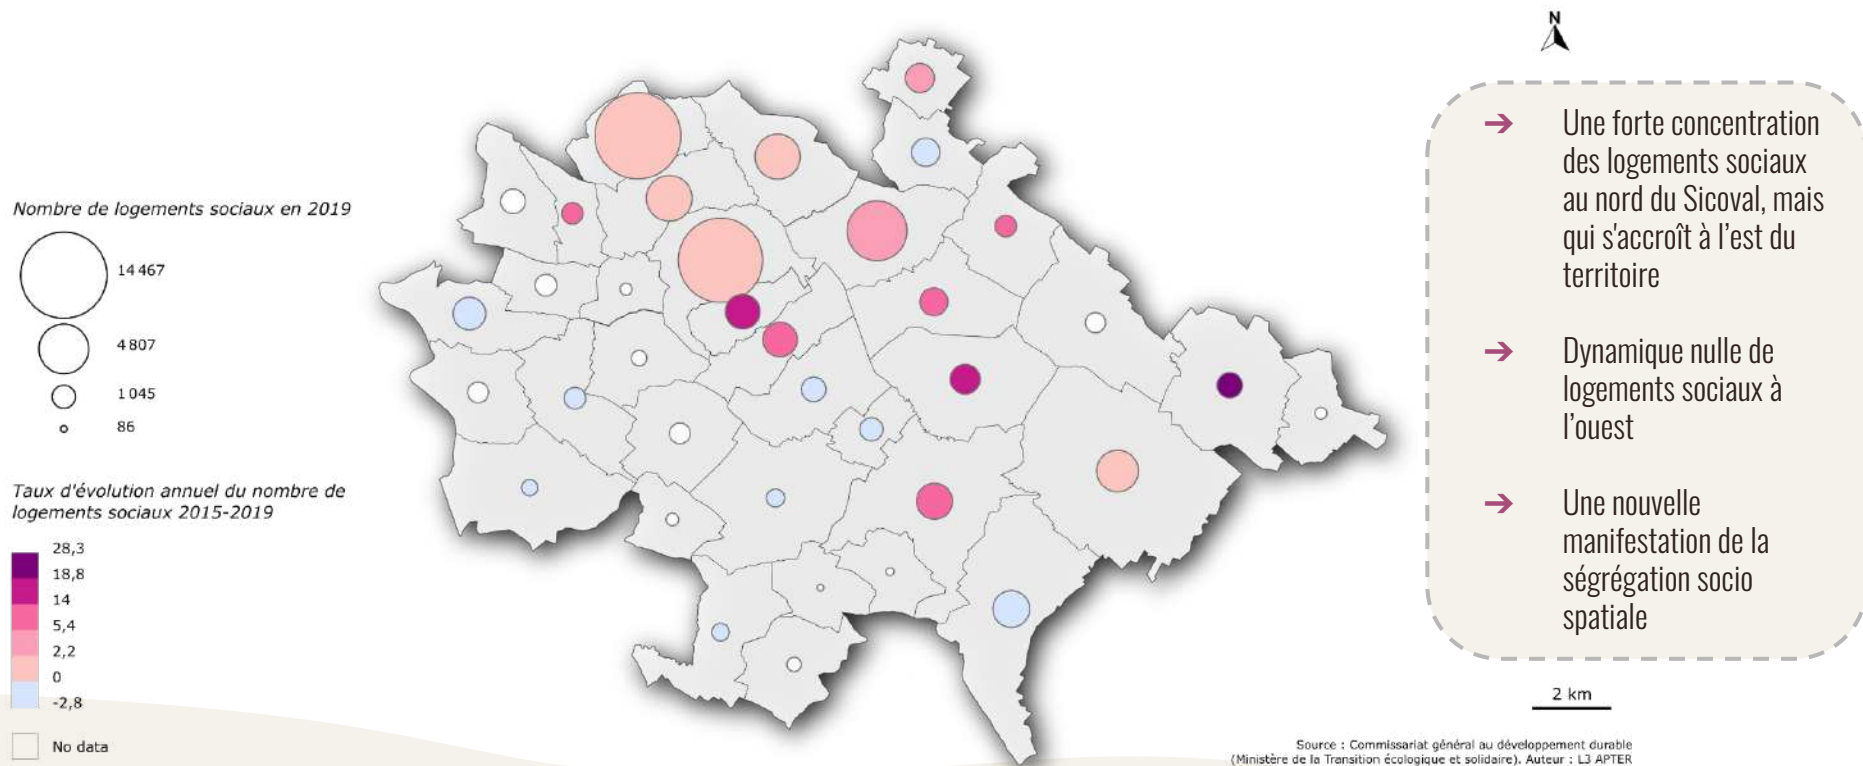 N
Nombre de logements sociaux en 2019
14 467
4 807
1 045
86
Taux d'évolution annuel du nombre de
logements sociaux 2015-2019
28,3
18,8
14
5,4
2,2
0
-2,8
No data
➔ Une forte concentration
des logements sociaux
au nord du Sicoval, mais
qui s'accroît à l'est du
territoire
➔ Dynamique nulle de
logements sociaux à
l'ouest
➔ Une nouvelle
manifestation de la
ségrégation socio
spatiale
2 km
Source : Commissariat général au développement durable
(Ministère de la Transition écologique et solidaire). Auteur : L3 APTER